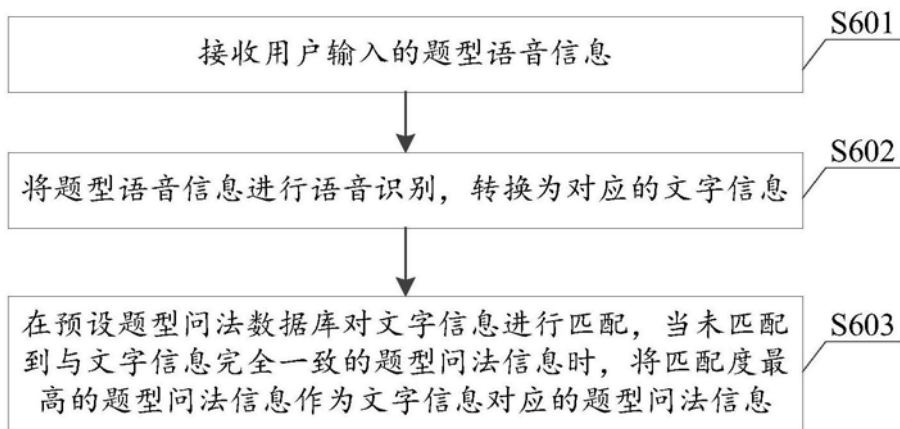 接收用户输入的题型语音信息
S601
将题型语音信息进行语音识别，转换为对应的文字信息
S602
在预设题型问法数据库对文字信息进行匹配，当未匹配
到与文字信息完全一致的题型问法信息时，将匹配度最
高的题型问法信息作为文字信息对应的题型问法信息
S603